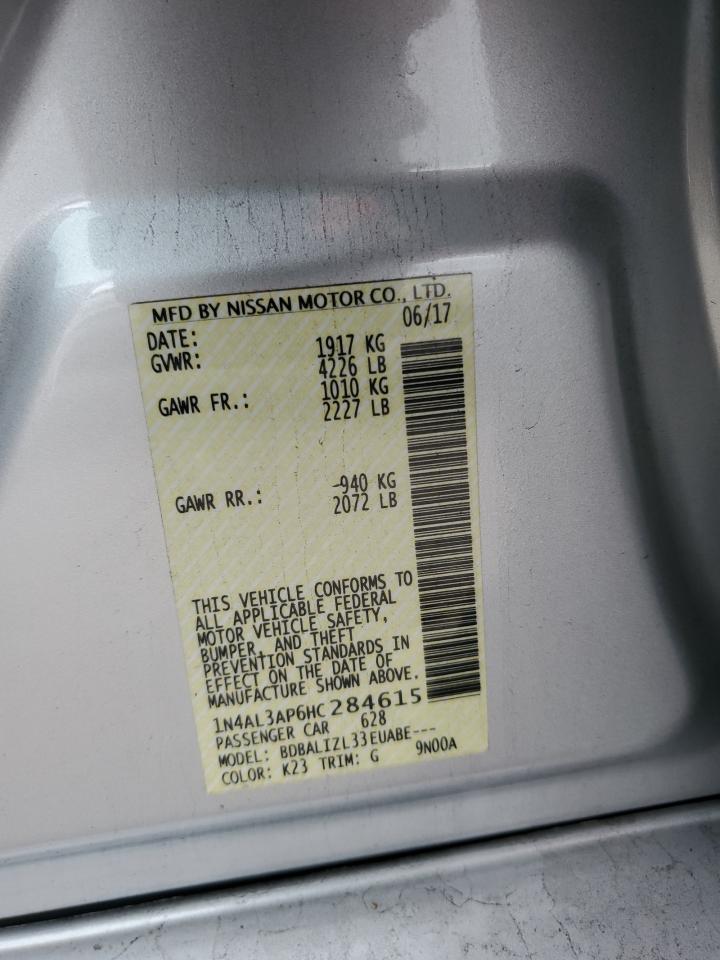 MFD BY NISSAN MOTOR CO., LTD.
DATE: 06/17
GVWR: 1917 KG
4226 LB
GAWR FR.: 1010 KG
2227 LB
GAWR RR.: -940 KG
2072 LB
THIS VEHICLE CONFORMS TO
ALL APPLICABLE FEDERAL
MOTOR VEHICLE SAFETY,
BUMPER, AND THEFT
PREVENTION STANDARDS IN
EFFECT ON THE DATE OF
MANUFACTURE SHOWN ABOVE.
1N4AL3AP6HC284615
PASSENGER CAR 628
MODEL: BDBALIZL33EUABE---
COLOR: K23 TRIM: G 9N00A